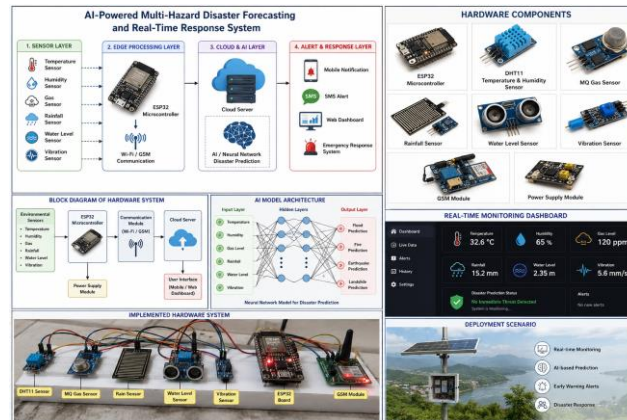 AI-Powered Multi-Hazard Disaster Forecasting
and Real-Time Response System
1. SENSOR LAYER
Temperature
Sensor
Humidity
Sensor
Gas
Sensor
Rainfall
Sensor
Water Level
Sensor
Vibration
Sensor
2. EDGE PROCESSING LAYER
ESP32
Microcontroller
Wi-Fi / GSM
Communication
3. CLOUD & AI LAYER
Cloud Server
AI / Neural Network
Disaster Prediction
4. ALERT & RESPONSE LAYER
Mobile Notification
SMS
SMS Alert
Web Dashboard
Emergency Response
System
HARDWARE COMPONENTS
ESP32
Microcontroller
DHT11
Temperature & Humidity
Sensor
MQ Gas Sensor
Rainfall Sensor
Water Level Sensor
Vibration Sensor
GSM Module
Power Supply Module
BLOCK DIAGRAM OF HARDWARE SYSTEM
Environmental
Sensors
• Temperature
• Humidity
• Gas
• Rainfall
• Water Level
• Vibration
ESP32
Microcontroller
Communication
Module
(Wi-Fi / GSM)
Cloud Server
Power Supply
Module
User Interface
(Mobile / Web
Dashboard)
AI MODEL ARCHITECTURE
Input Layer
Hidden Layers
Output Layer
Temperature
Humidity
Gas Level
Rainfall
Water Level
Vibration
Flood
Prediction
Fire
Prediction
Earthquake
Prediction
Landslide
Prediction
Neural Network Model for Disaster Prediction
REAL-TIME MONITORING DASHBOARD
Dashboard
Live Data
Alerts
History
Settings
Temperature
32.6 °C
Humidity
65 %
Gas Level
120 ppm
Rainfall
15.2 mm
Water Level
2.35 m
Vibration
5.6 mm/s
Disaster Prediction Status
No Immediate Threat Detected
Alerts
IMPLEMENTED HARDWARE SYSTEM
DHT11 Sensor
MQ Gas Sensor
Rain Sensor
Water Level
Sensor
Vibration
Sensor
ESP32
Board
GSM Module
DEPLOYMENT SCENARIO
Real-time Monitoring
AI-based Prediction
Early Warning Alerts
Disaster Response